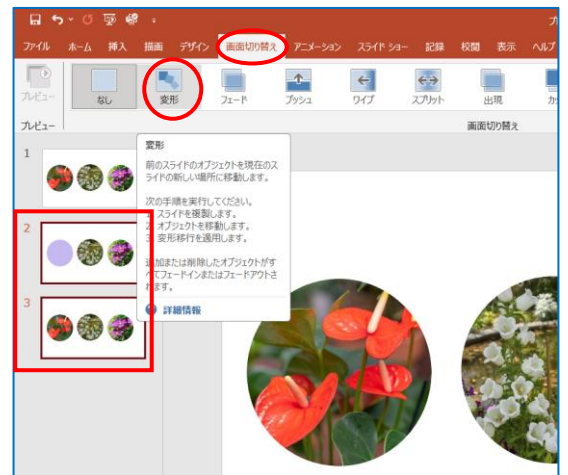 ファイル ホーム 挿入 描画 デザイン 画面切り替え アニメーション スライド ショー 記録 校閲 表示 ヘルプ
プレビュー なし 変形 フェード プッシュ ワイプ スプリット 出現
プレビュー 画面切り替え
1
2
3
変形
前のスライドのオブジェクトを現在のス
ライドの新しい場所に移動します。
次の手順を実行してください。
1. スライドを複製します。
2. オブジェクトを移動します。
3. 変形移行を適用します。
追加または削除したオブジェクトがす
べてフェードインまたはフェードアウトさ
れます。
詳細情報